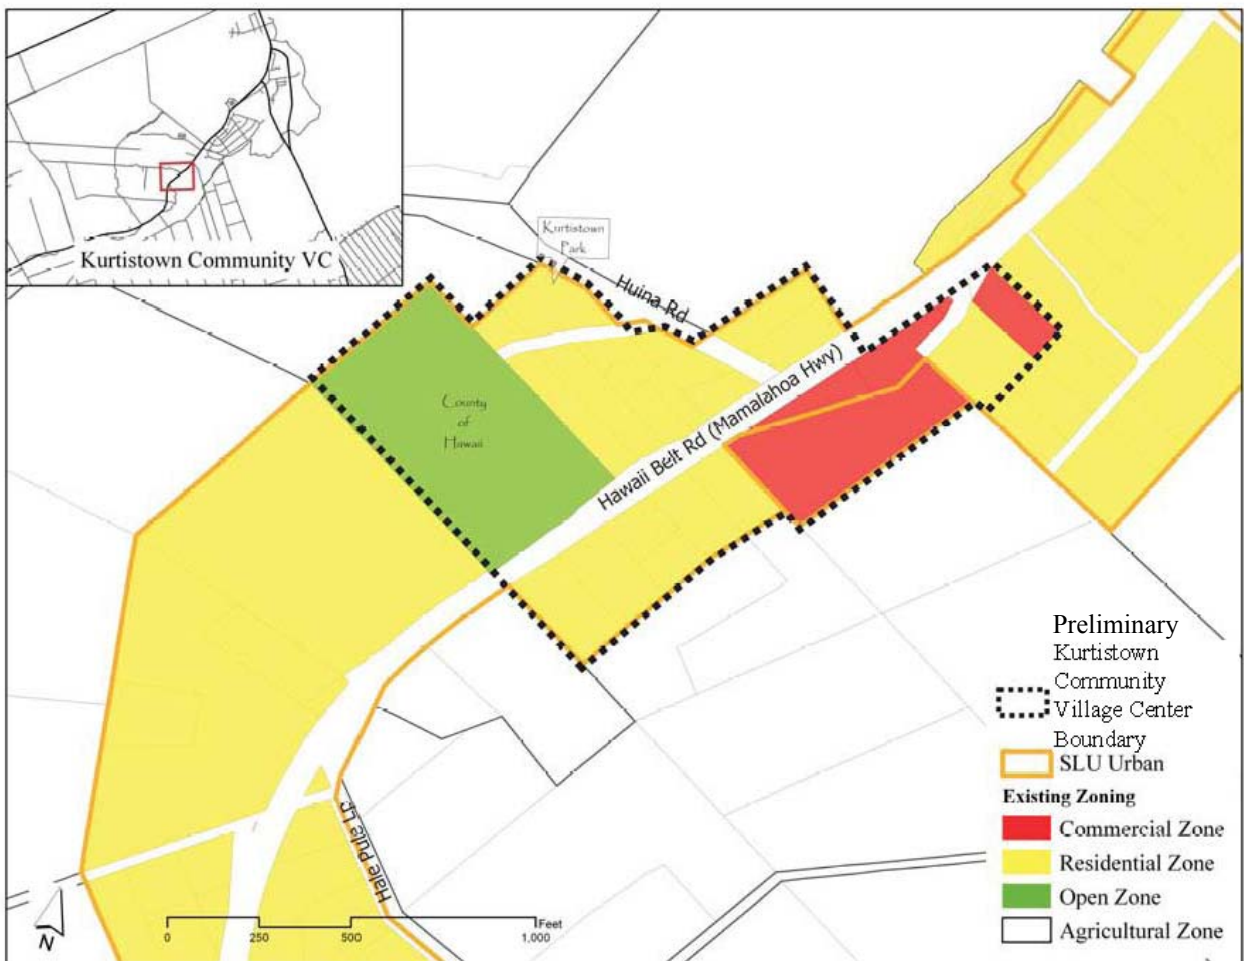 Kurtistown Community VC
Kurtistown
Park
Huina Rd
County
of
Hawaii
Hawaii Belt Rd (Mamalahoa Hwy)
Hale Pule Lp
Preliminary
Kurtistown
Community
Village Center
Boundary
SLU Urban
Existing Zoning
Commercial Zone
Residential Zone
Open Zone
Agricultural Zone
N
Feet
0 250 500 1,000